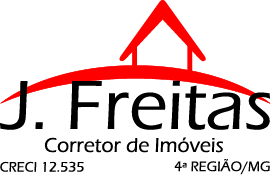 J. Freitas
Corretor de Imóveis
CRECI 12.535 4ª REGIÃO/MG